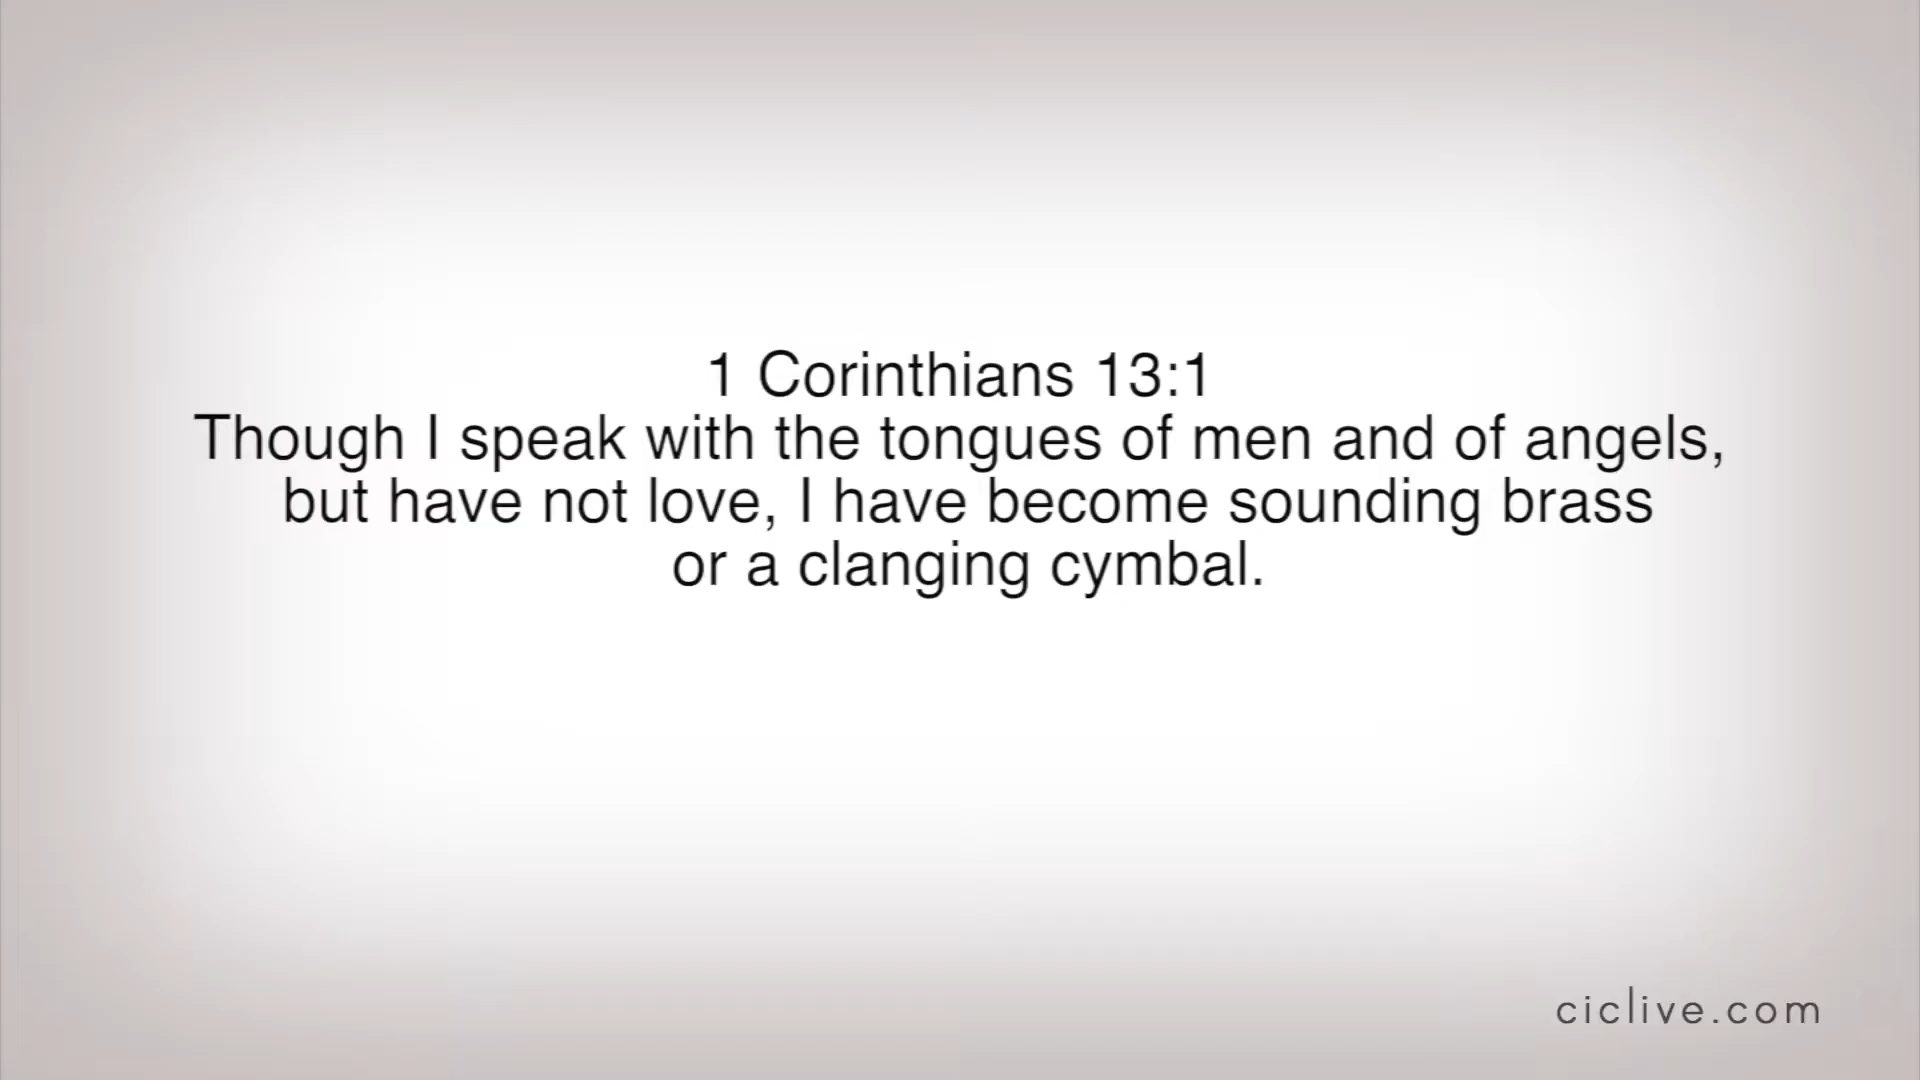 1 Corinthians 13:1
Though I speak with the tongues of men and of angels,
but have not love, I have become sounding brass
or a clanging cymbal.
ciclive.com